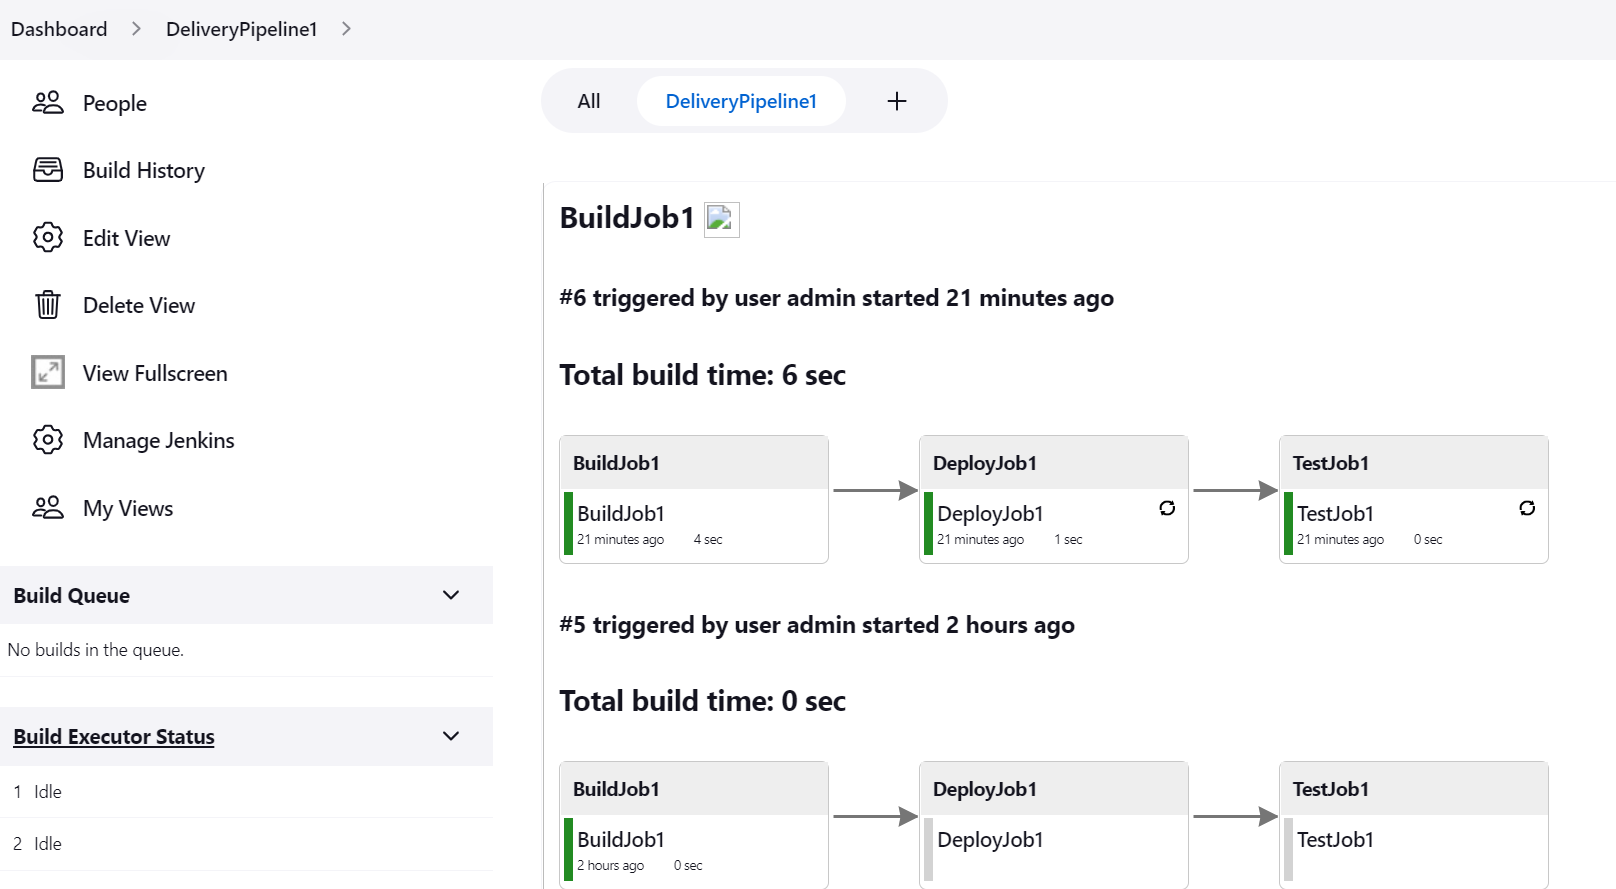 Dashboard
DeliveryPipeline1
People
Build History
Edit View
Delete View
View Fullscreen
Manage Jenkins
My Views
Build Queue
No builds in the queue.
Build Executor Status
1 Idle
2 Idle
All
DeliveryPipeline1
BuildJob1
#6 triggered by user admin started 21 minutes ago
Total build time: 6 sec
BuildJob1
BuildJob1
21 minutes ago 4 sec
DeployJob1
DeployJob1
21 minutes ago 1 sec
TestJob1
TestJob1
21 minutes ago 0 sec
#5 triggered by user admin started 2 hours ago
Total build time: 0 sec
BuildJob1
BuildJob1
2 hours ago 0 sec
DeployJob1
DeployJob1
TestJob1
TestJob1